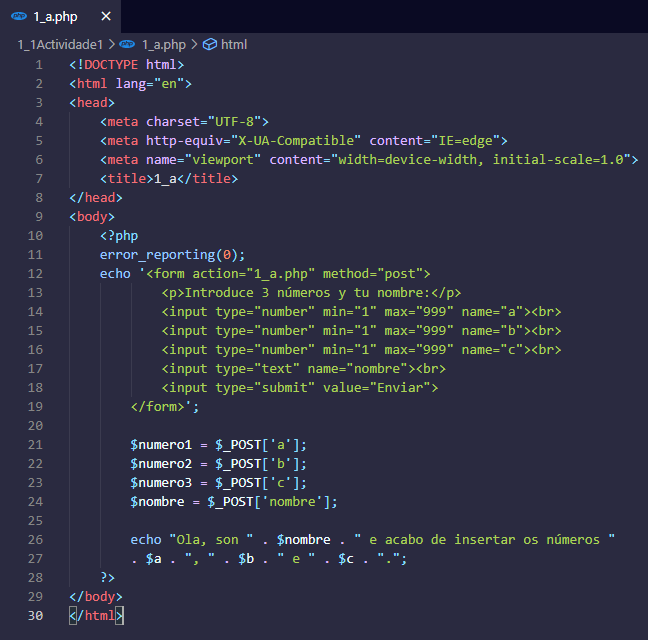 php 1_a.php ×
1_1Actividade1 > php 1_a.php > html
1 <!DOCTYPE html>
2 <html lang="en">
3 <head>
4     <meta charset="UTF-8">
5     <meta http-equiv="X-UA-Compatible" content="IE=edge">
6     <meta name="viewport" content="width=device-width, initial-scale=1.0">
7     <title>1_a</title>
8 </head>
9 <body>
10     <?php
11     error_reporting(0);
12     echo '<form action="1_a.php" method="post">
13             <p>Introduce 3 números y tu nombre:</p>
14             <input type="number" min="1" max="999" name="a"><br>
15             <input type="number" min="1" max="999" name="b"><br>
16             <input type="number" min="1" max="999" name="c"><br>
17             <input type="text" name="nombre"><br>
18             <input type="submit" value="Enviar">
19         </form>';
20
21         $numero1 = $_POST['a'];
22         $numero2 = $_POST['b'];
23         $numero3 = $_POST['c'];
24         $nombre = $_POST['nombre'];
25
26         echo "Ola, son " . $nombre . " e acabo de insertar os números "
27         . $a . ", " . $b . " e " . $c . ".";
28     ?>
29 </body>
30 </html>